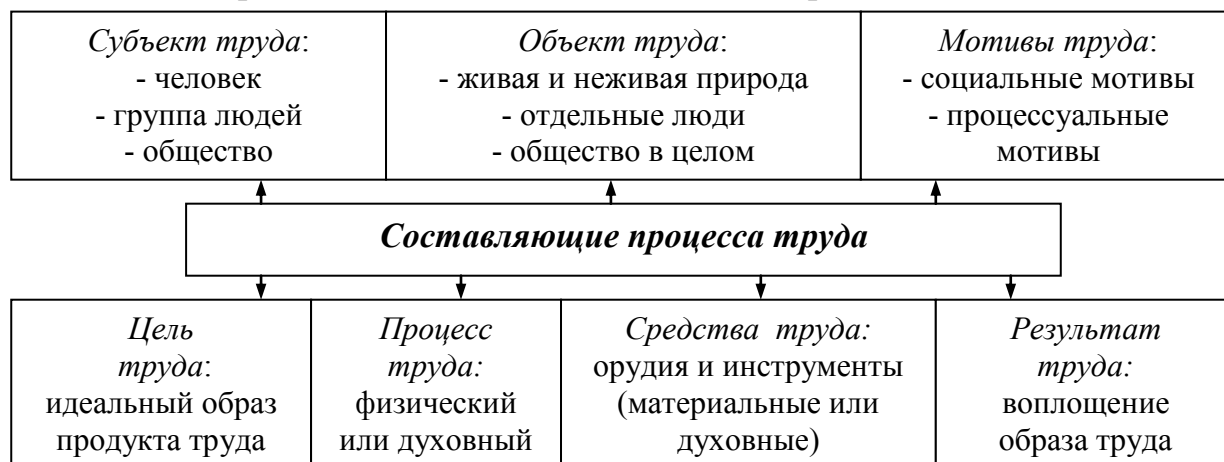 Субъект труда:
- человек
- группа людей
- общество
Объект труда:
- живая и неживая природа
- отдельные люди
- общество в целом
Мотивы труда:
- социальные мотивы
- процессуальные
мотивы
Составляющие процесса труда
Цель
труда:
идеальный образ
продукта труда
Процесс
труда:
физический
или духовный
Средства труда:
орудия и инструменты
(материальные или
духовные)
Результат
труда:
воплощение
образа труда